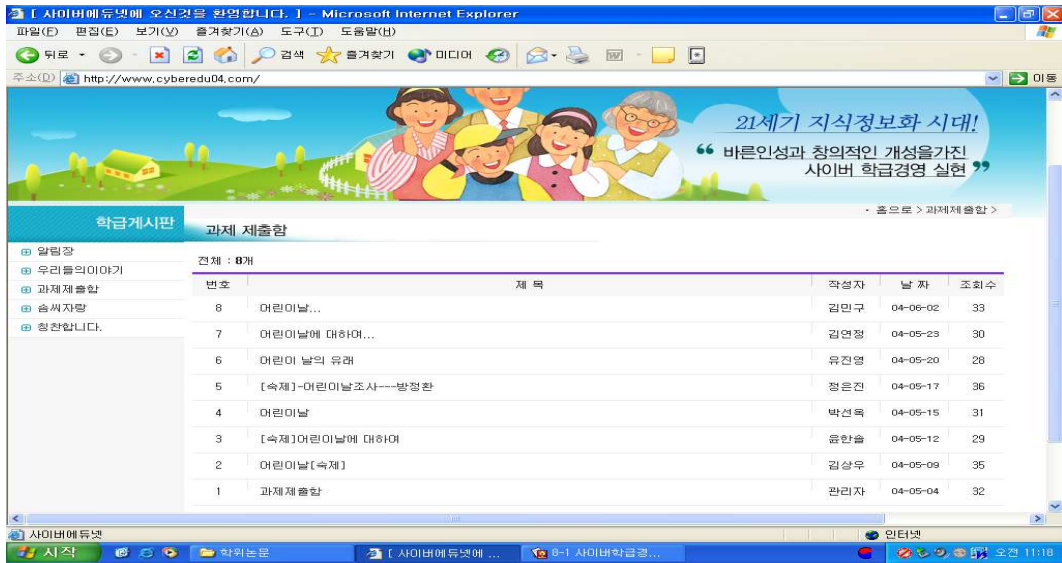 [ 사이버에듀넷에 오신것을 환영합니다. ] - Microsoft Internet Explorer
파일(F) 편집(E) 보기(V) 즐겨찾기(A) 도구(T) 도움말(H)
뒤로 검색 즐겨찾기 미디어
주소(D) http://www.cyberedu04.com/ 이동
21세기 지식정보화 시대!
“ 바른인성과 창의적인 개성을가진
사이버 학급경영 실현 ”
· 홈으로 > 과제제출함 >
학급게시판
과제 제출함
알림장
우리들의이야기
과제제출함
솜씨자랑
칭찬합니다.
전체 : 8개
번호 제 목 작성자 날 짜 조회수
8 어린이날... 김민구 04-06-02 33
7 어린이날에 대하여... 김연정 04-05-23 30
6 어린이 날의 유래 유진영 04-05-20 28
5 [숙제]-어린이날조사---방정환 정은진 04-05-17 36
4 어린이날 박선옥 04-05-15 31
3 [숙제]어린이날에 대하여 윤한솔 04-05-12 29
2 어린이날[숙제] 김상우 04-05-09 35
1 과제제출함 관리자 04-05-04 32
사이버에듀넷 인터넷
시작 학위논문 [ 사이버에듀넷에 ... 8-1 사이버학급경... 오전 11:18